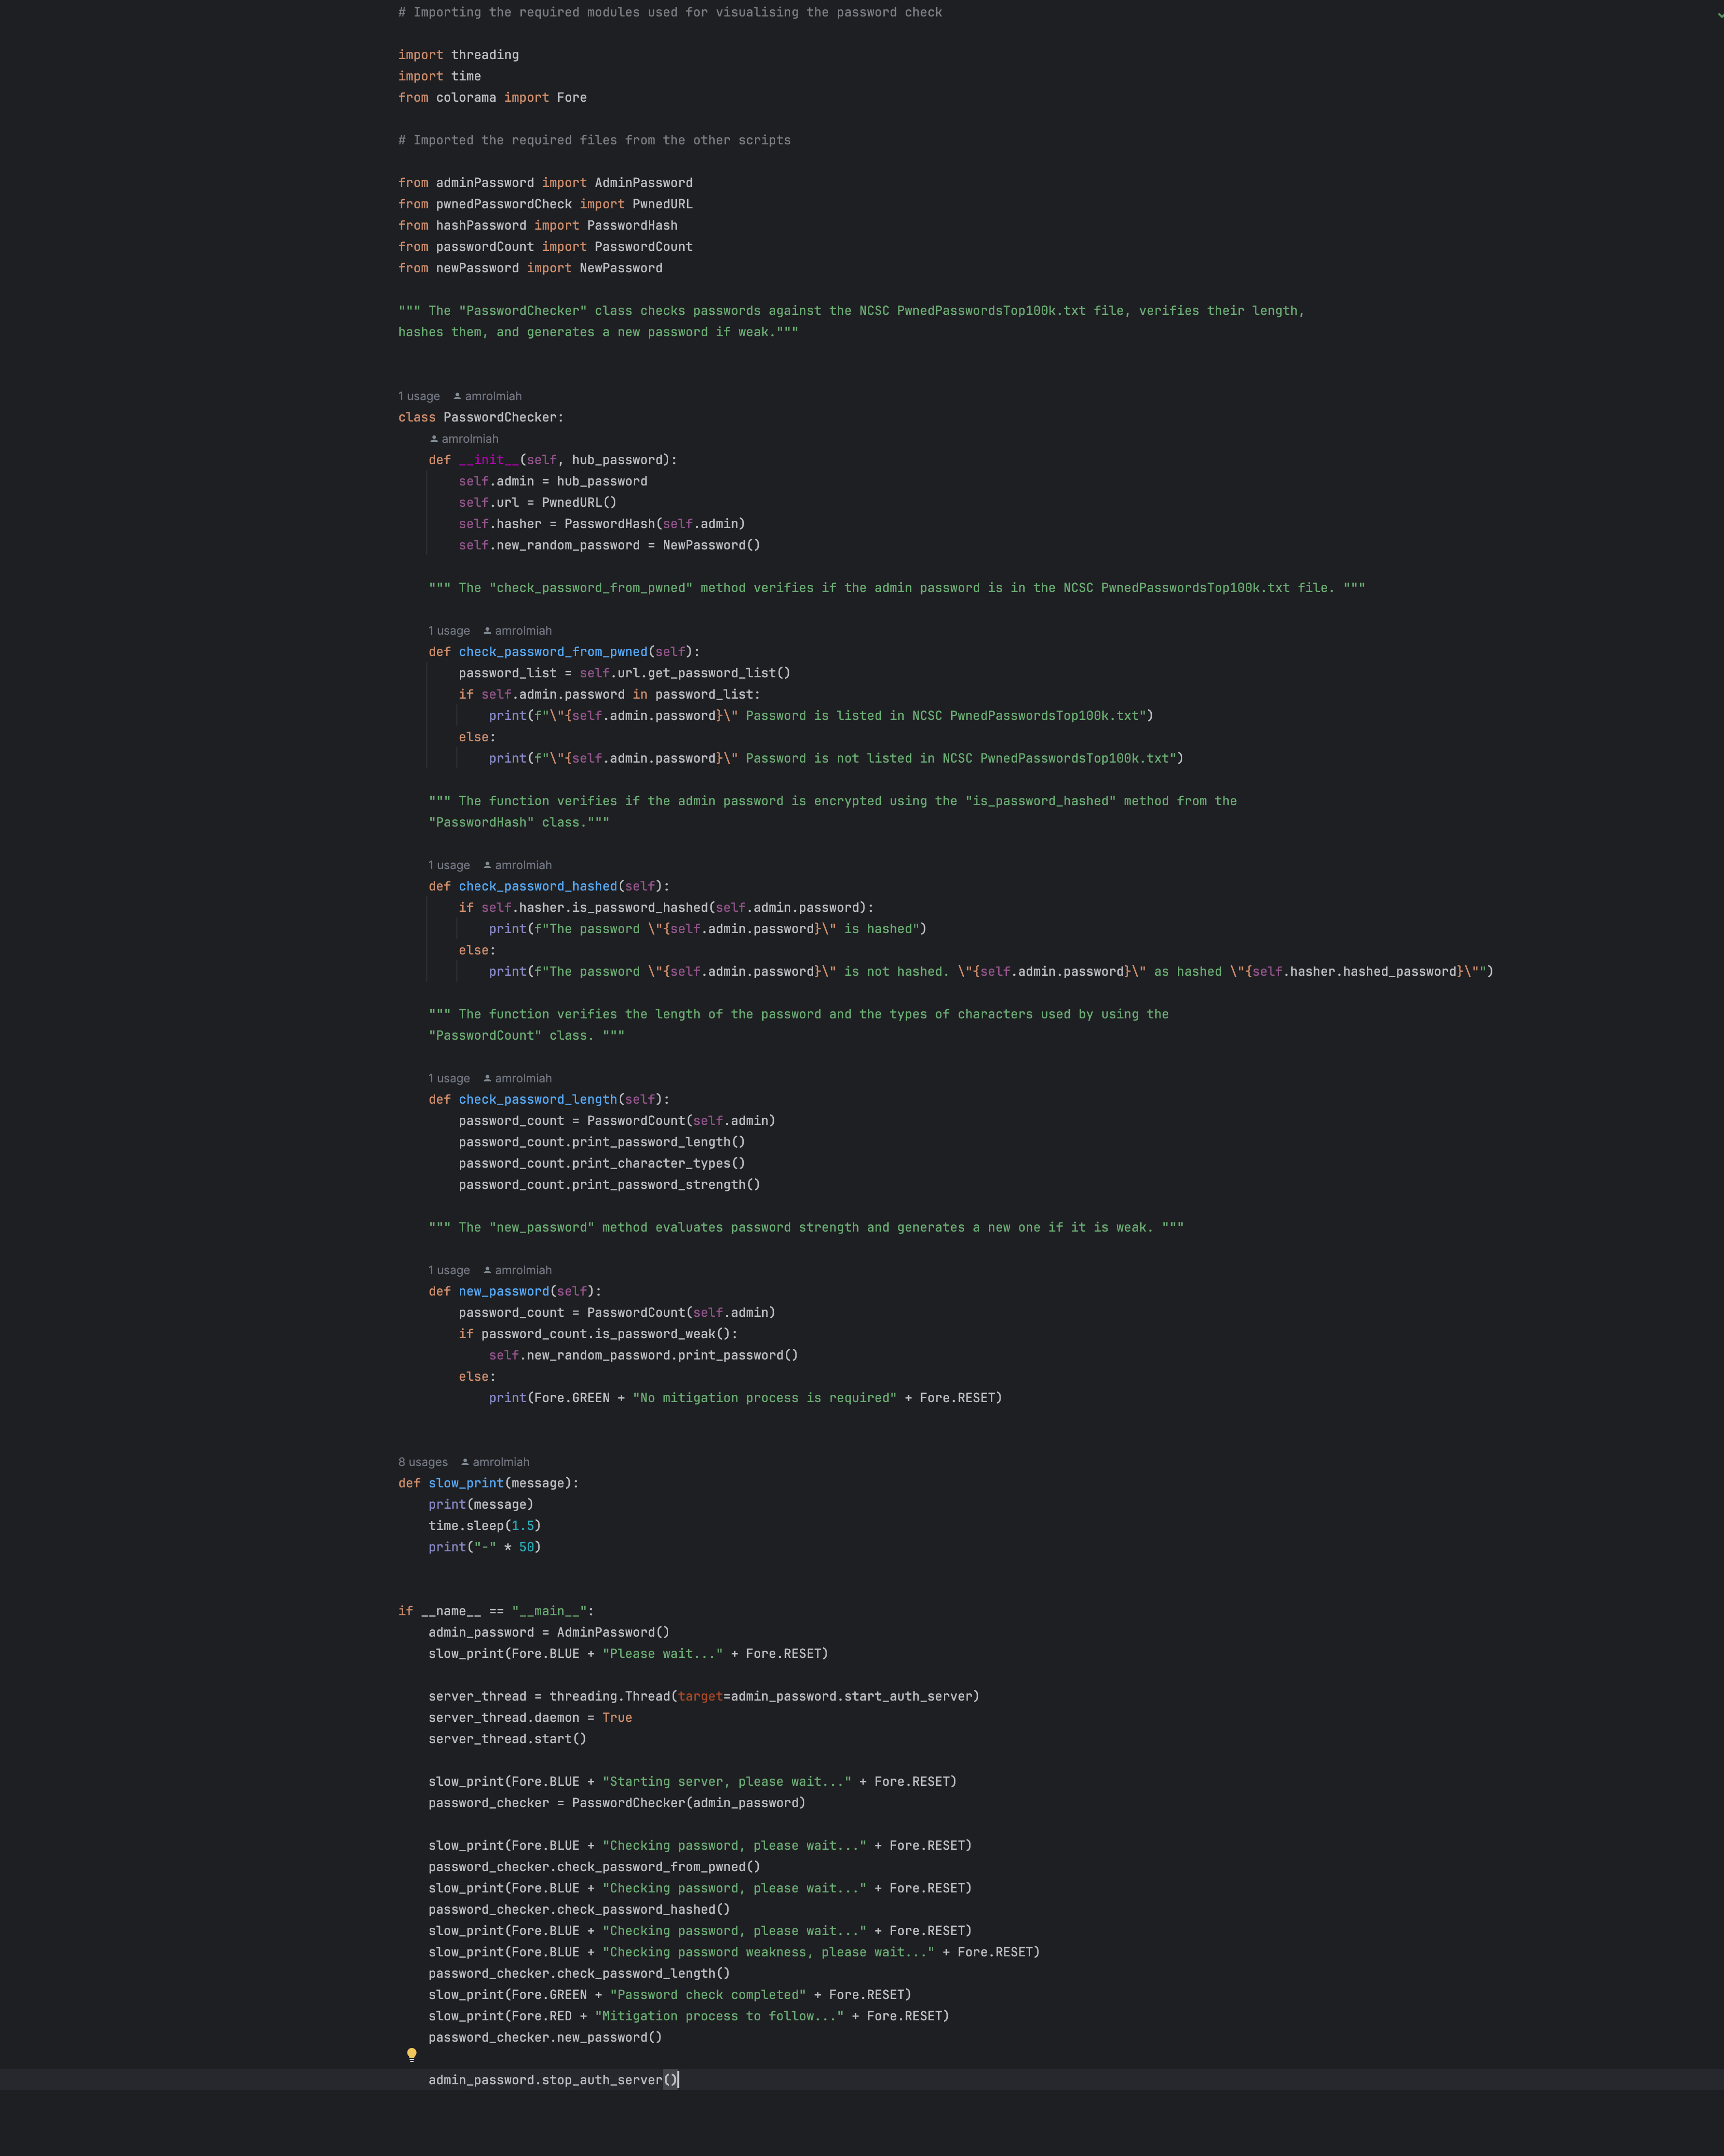 # Importing the required modules used for visualising the password check
import threading
import time
from colorama import Fore
# Imported the required files from the other scripts
from adminPassword import AdminPassword
from pwnedPasswordCheck import PwnedURL
from hashPassword import PasswordHash
from passwordCount import PasswordCount
from newPassword import NewPassword
""" The "PasswordChecker" class checks passwords against the NCSC PwnedPasswordsTop100k.txt file, verifies their length,
hashes them, and generates a new password if weak."""
1 usage amrolmiah
class PasswordChecker:
amrolmiah
def __init__(self, hub_password):
self.admin = hub_password
self.url = PwnedURL()
self.hasher = PasswordHash(self.admin)
self.new_random_password = NewPassword()
""" The "check_password_from_pwned" method verifies if the admin password is in the NCSC PwnedPasswordsTop100k.txt file. """
1 usage amrolmiah
def check_password_from_pwned(self):
password_list = self.url.get_password_list()
if self.admin.password in password_list:
print(f"\"{self.admin.password}\" Password is listed in NCSC PwnedPasswordsTop100k.txt")
else:
print(f"\"{self.admin.password}\" Password is not listed in NCSC PwnedPasswordsTop100k.txt")
""" The function verifies if the admin password is encrypted using the "is_password_hashed" method from the
"PasswordHash" class."""
1 usage amrolmiah
def check_password_hashed(self):
if self.hasher.is_password_hashed(self.admin.password):
print(f"The password \"{self.admin.password}\" is hashed")
else:
print(f"The password \"{self.admin.password}\" is not hashed. \"{self.admin.password}\" as hashed \"{self.hasher.hashed_password}\"")
""" The function verifies the length of the password and the types of characters used by using the
"PasswordCount" class. """
1 usage amrolmiah
def check_password_length(self):
password_count = PasswordCount(self.admin)
password_count.print_password_length()
password_count.print_character_types()
password_count.print_password_strength()
""" The "new_password" method evaluates password strength and generates a new one if it is weak. """
1 usage amrolmiah
def new_password(self):
password_count = PasswordCount(self.admin)
if password_count.is_password_weak():
self.new_random_password.print_password()
else:
print(Fore.GREEN + "No mitigation process is required" + Fore.RESET)
8 usages amrolmiah
def slow_print(message):
print(message)
time.sleep(1.5)
print("-" * 50)
if __name__ == "__main__":
admin_password = AdminPassword()
slow_print(Fore.BLUE + "Please wait..." + Fore.RESET)
server_thread = threading.Thread(target=admin_password.start_auth_server)
server_thread.daemon = True
server_thread.start()
slow_print(Fore.BLUE + "Starting server, please wait..." + Fore.RESET)
password_checker = PasswordChecker(admin_password)
slow_print(Fore.BLUE + "Checking password, please wait..." + Fore.RESET)
password_checker.check_password_from_pwned()
slow_print(Fore.BLUE + "Checking password, please wait..." + Fore.RESET)
password_checker.check_password_hashed()
slow_print(Fore.BLUE + "Checking password, please wait..." + Fore.RESET)
slow_print(Fore.BLUE + "Checking password weakness, please wait..." + Fore.RESET)
password_checker.check_password_length()
slow_print(Fore.GREEN + "Password check completed" + Fore.RESET)
slow_print(Fore.RED + "Mitigation process to follow..." + Fore.RESET)
password_checker.new_password()
admin_password.stop_auth_server()